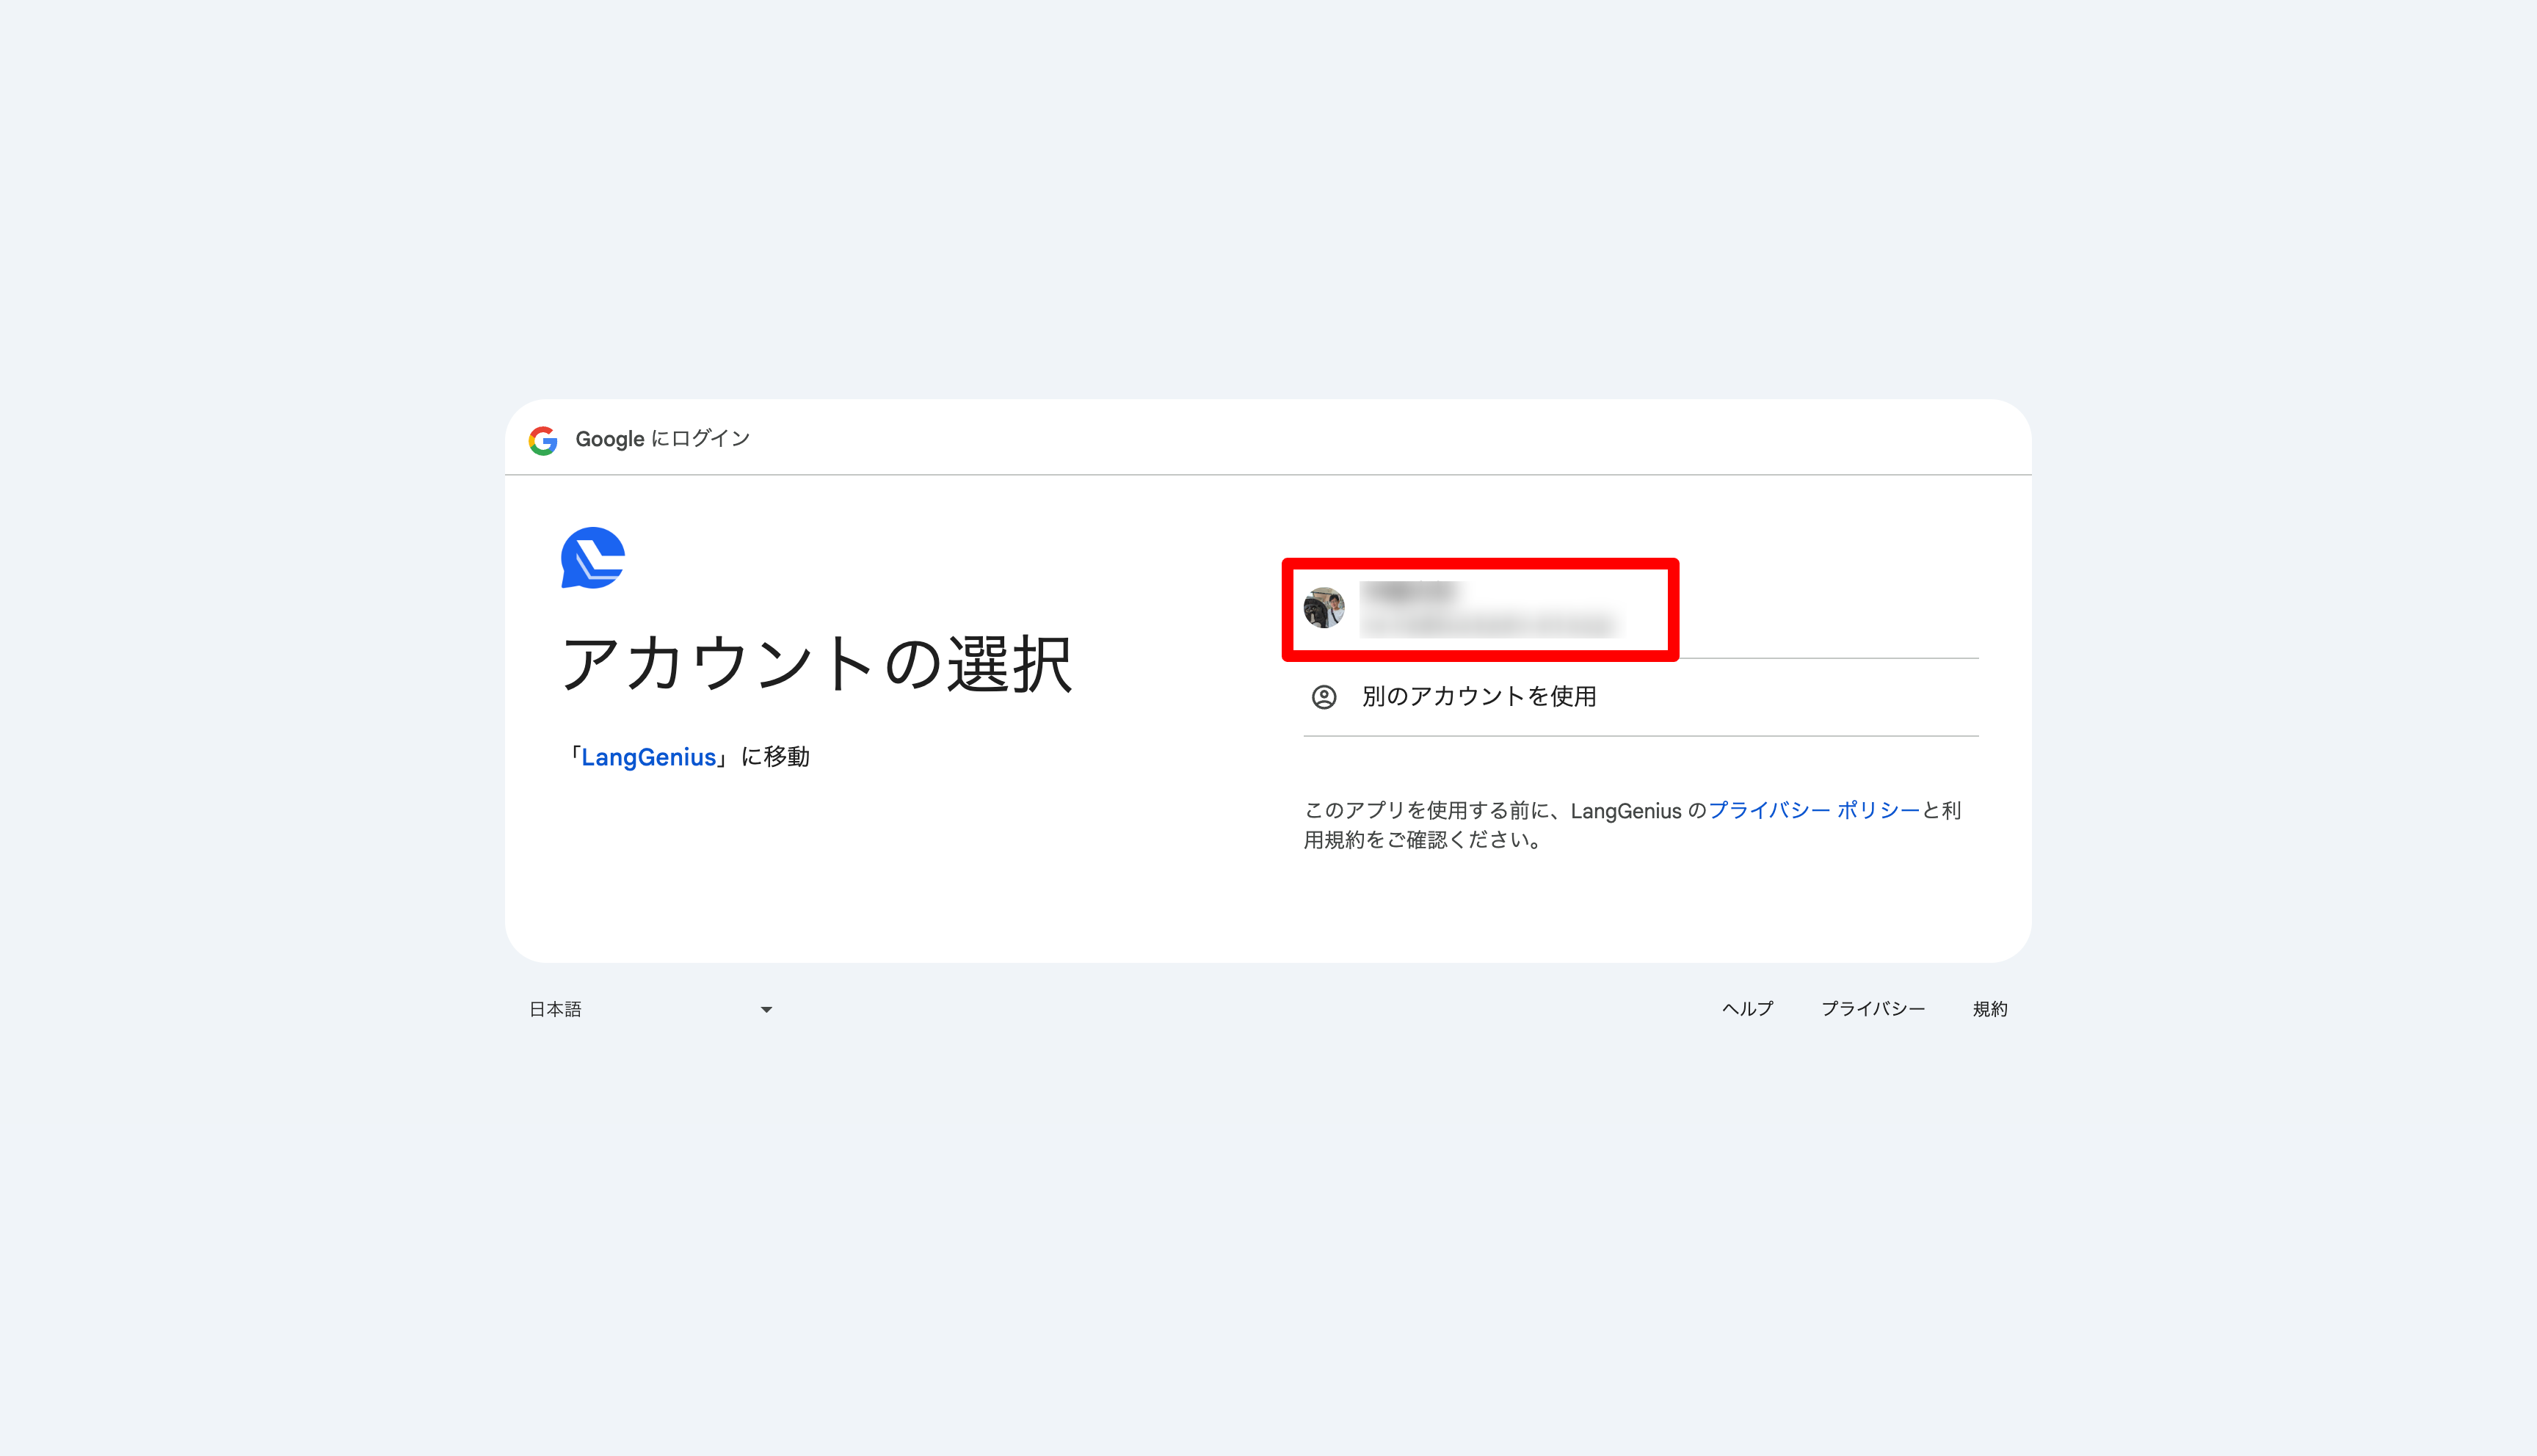 Google にログイン
アカウントの選択
「LangGenius」に移動
別のアカウントを使用
このアプリを使用する前に、LangGenius のプライバシー ポリシーと利
用規約をご確認ください。
日本語
ヘルプ プライバシー 規約